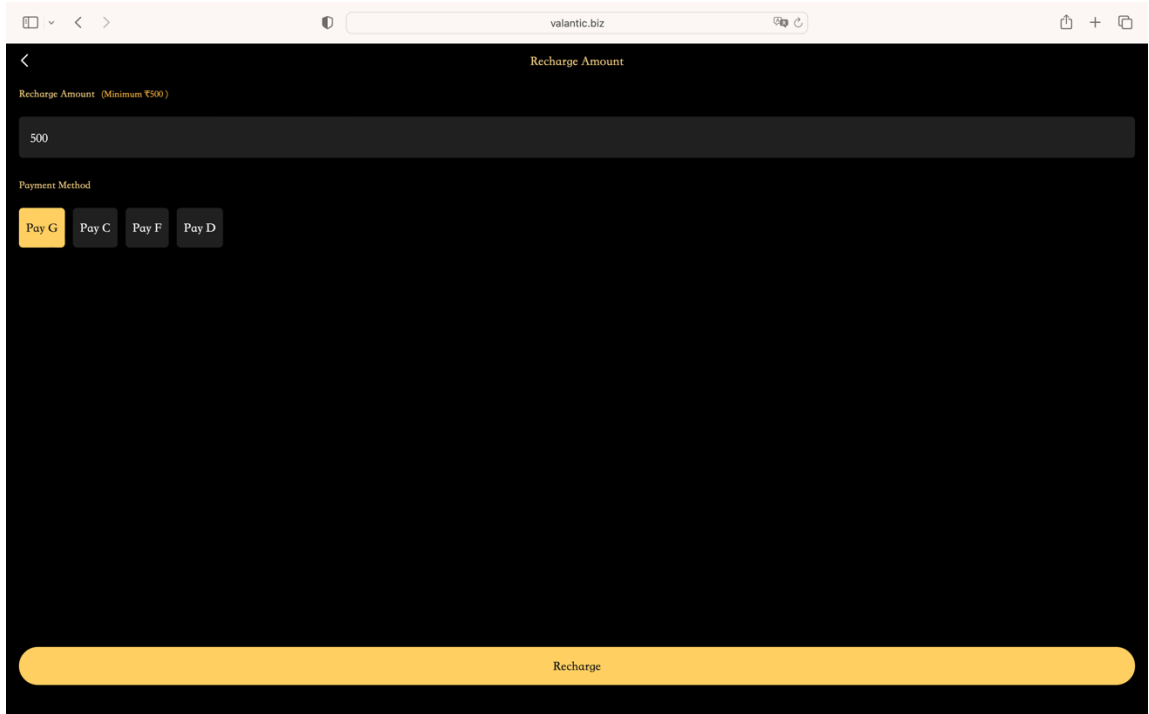 valantic.biz
Recharge Amount
Recharge Amount (Minimum ₹500 )
500
Payment Method
Pay G Pay C Pay F Pay D
Recharge